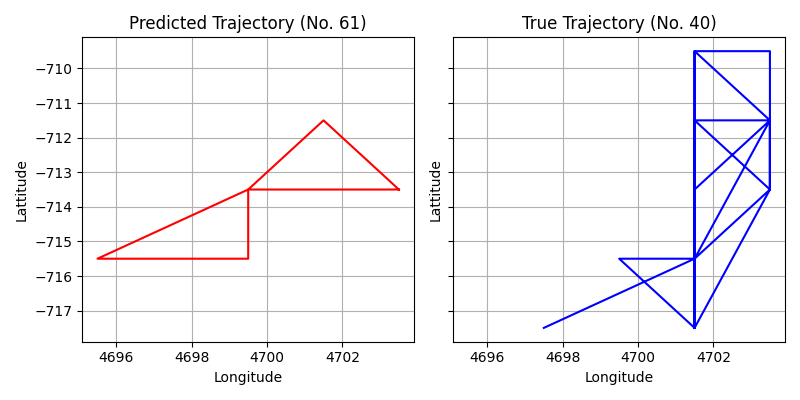 Predicted Trajectory (No. 61)
True Trajectory (No. 40)
Lattitude
−710
−711
−712
−713
−714
−715
−716
−717
4696
4698
4700
4702
Longitude
Lattitude
4696
4698
4700
4702
Longitude